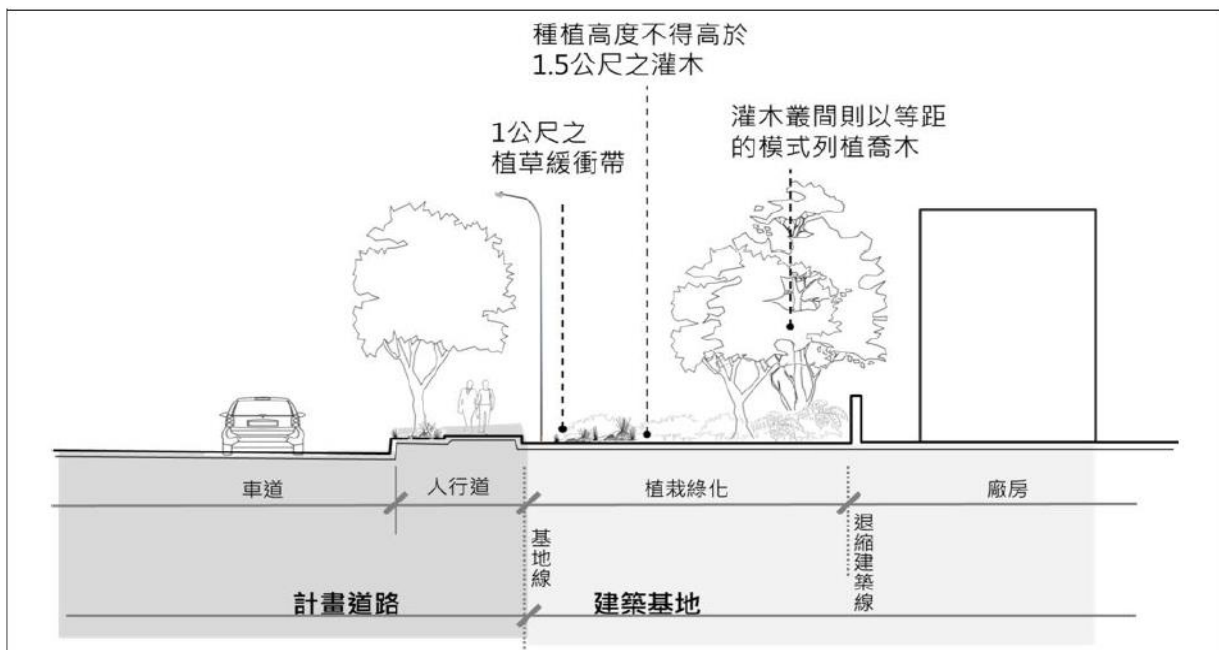 種植高度不得高於
1.5公尺之灌木
灌木叢間則以等距
的模式列植喬木
1公尺之
植草緩衝帶
車道
人行道
植栽綠化
廠房
基地線
退縮建築線
計畫道路
建築基地